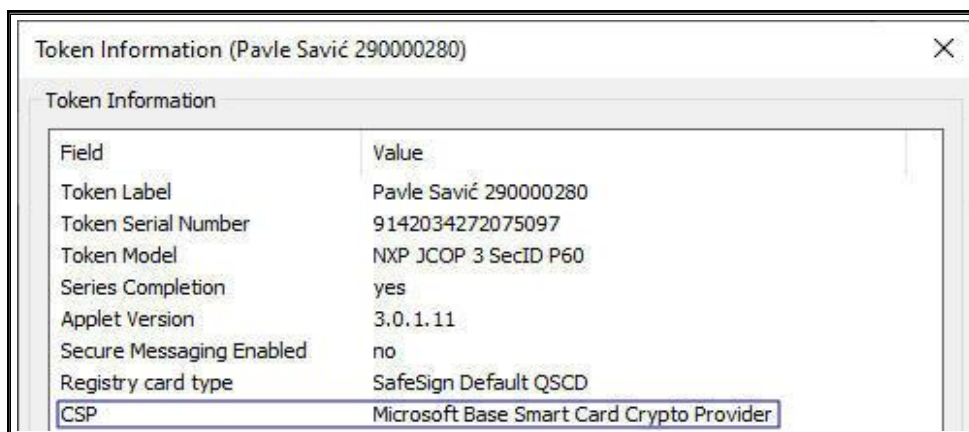 Token Information (Pavle Savić 290000280)
Token Information
Field Value
Token Label Pavle Savić 290000280
Token Serial Number 9142034272075097
Token Model NXP JCOP 3 SecID P60
Series Completion yes
Applet Version 3.0.1.11
Secure Messaging Enabled no
Registry card type SafeSign Default QSCD
CSP Microsoft Base Smart Card Crypto Provider